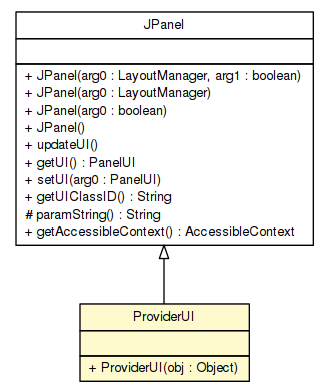 JPanel
+ JPanel(arg0 : LayoutManager, arg1 : boolean)
+ JPanel(arg0 : LayoutManager)
+ JPanel(arg0 : boolean)
+ JPanel()
+ updateUI()
+ getUI() : PanelUI
+ setUI(arg0 : PanelUI)
+ getUIClassID() : String
# paramString() : String
+ getAccessibleContext() : AccessibleContext
ProviderUI
+ ProviderUI(obj : Object)